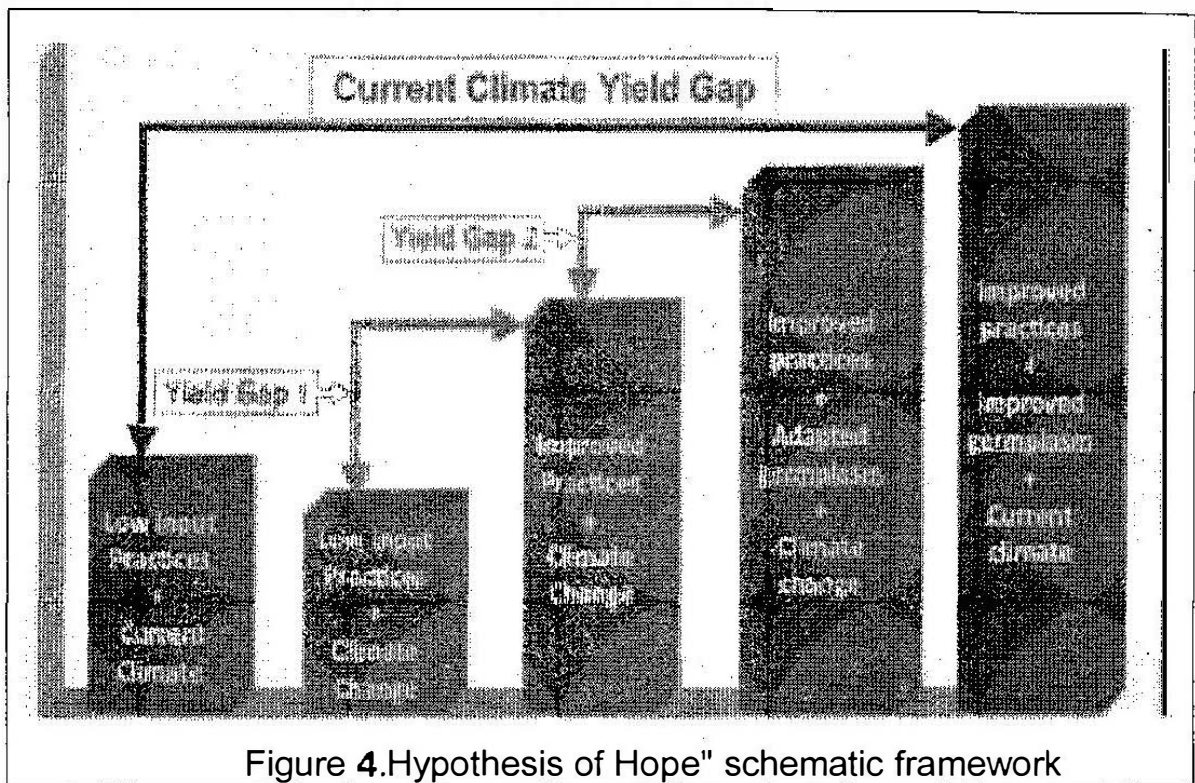 Current Climate Yield Gap
Yield Gap 2
Yield Gap 1
Low Input
Practices
+
Current
Climate
Low Input
Practices
+
Climate
Change
Improved
Practices
+
Climate
Change
Improved
practices
+
Adapted
germplasm
+
Climate
change
Improved
practices
+
Improved
germplasm
+
Current
climate
Figure 4.Hypothesis of Hope" schematic framework